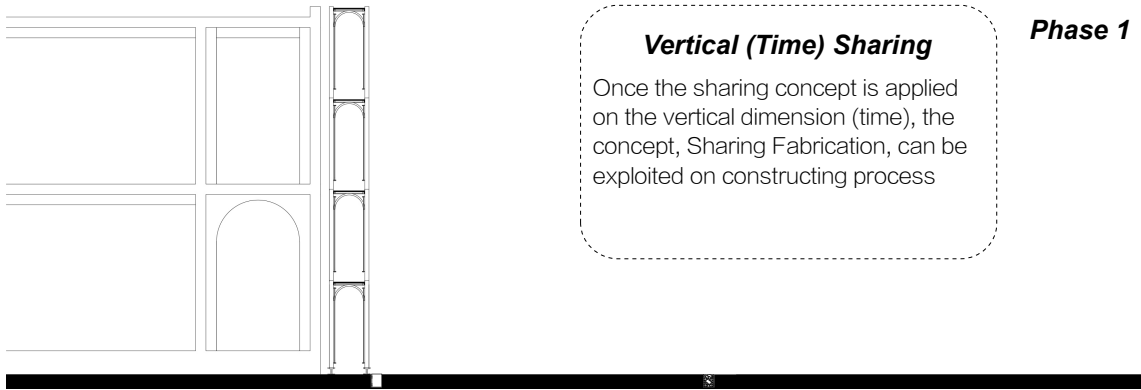 Vertical (Time) Sharing
Phase 1
Once the sharing concept is applied
on the vertical dimension (time), the
concept, Sharing Fabrication, can be
exploited on constructing process